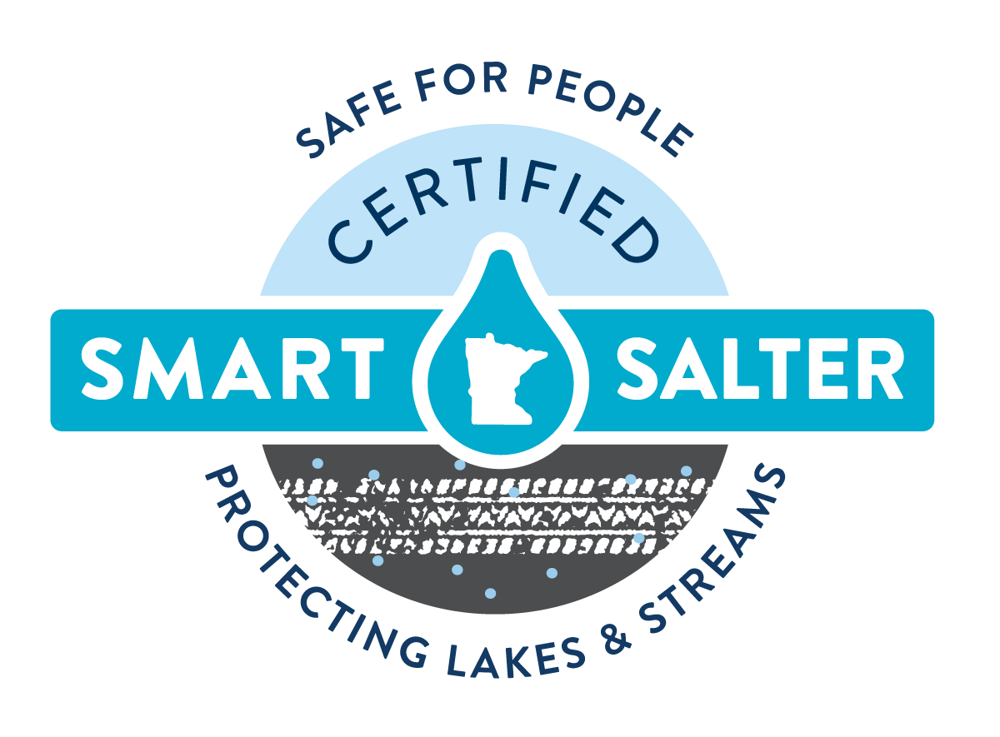 SAFE FOR PEOPLE
CERTIFIED
SMART SALTER
PROTECTING LAKES & STREAMS